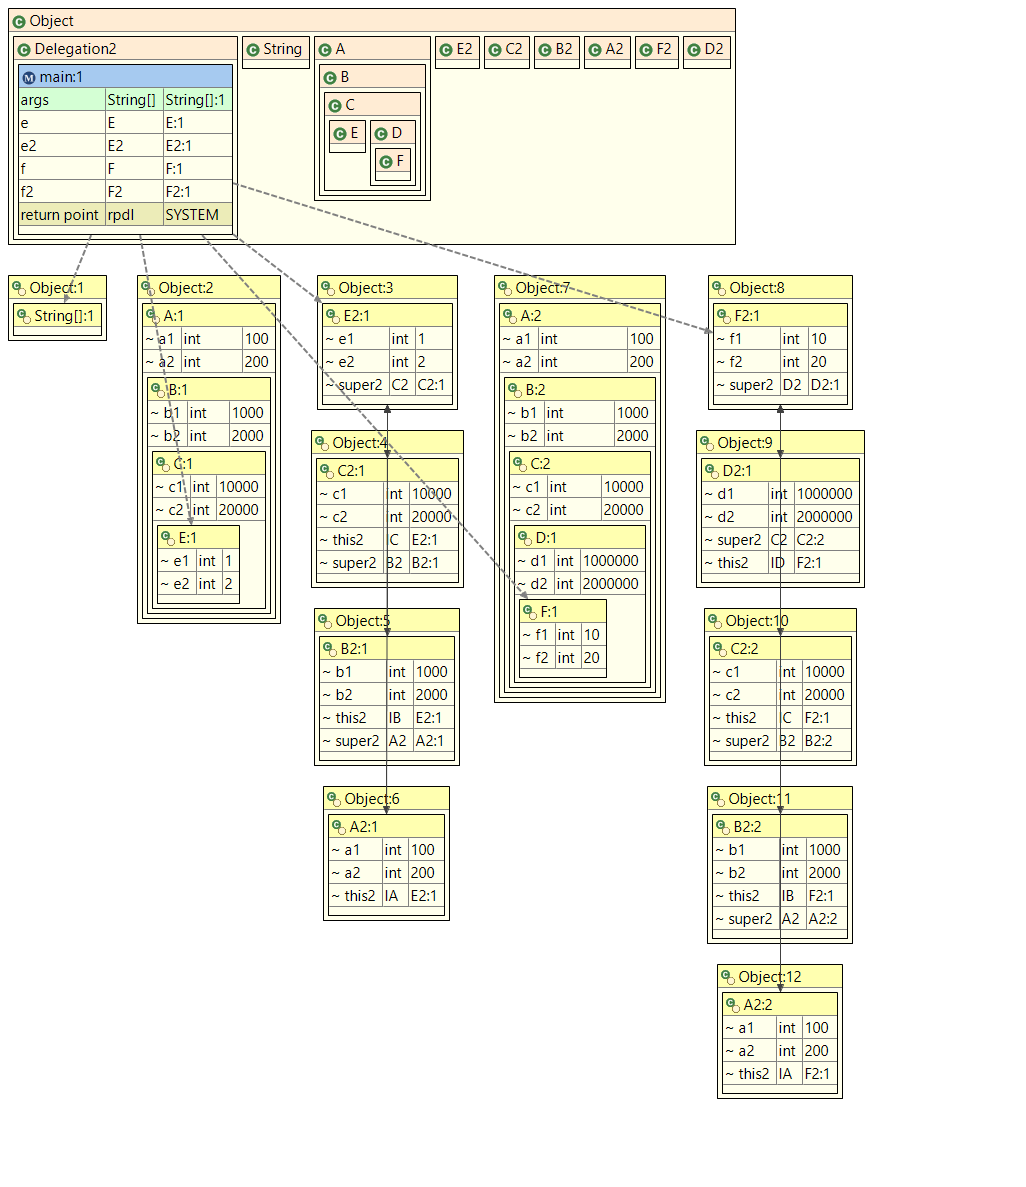 Object
Delegation2 String A E2 C2 B2 A2 F2 D2
main:1 B
args String[] String[]:1 C
e E E:1 E D
e2 E2 E2:1
f F F:1 F
f2 F2 F2:1
return point rpdl SYSTEM
Object:1
String[]:1
Object:2
A:1
~ a1 int 100
~ a2 int 200
B:1
~ b1 int 1000
~ b2 int 2000
C:1
~ c1 int 10000
~ c2 int 20000
E:1
~ e1 int 1
~ e2 int 2
Object:3
E2:1
~ e1 int 1
~ e2 int 2
~ super2 C2 C2:1
Object:4
C2:1
~ c1 int 10000
~ c2 int 20000
~ this2 IC E2:1
~ super2 B2 B2:1
Object:5
B2:1
~ b1 int 1000
~ b2 int 2000
~ this2 IB E2:1
~ super2 A2 A2:1
Object:6
A2:1
~ a1 int 100
~ a2 int 200
~ this2 IA E2:1
Object:7
A:2
~ a1 int 100
~ a2 int 200
B:2
~ b1 int 1000
~ b2 int 2000
C:2
~ c1 int 10000
~ c2 int 20000
D:1
~ d1 int 1000000
~ d2 int 2000000
F:1
~ f1 int 10
~ f2 int 20
Object:8
F2:1
~ f1 int 10
~ f2 int 20
~ super2 D2 D2:1
Object:9
D2:1
~ d1 int 1000000
~ d2 int 2000000
~ super2 C2 C2:2
~ this2 ID F2:1
Object:10
C2:2
~ c1 int 10000
~ c2 int 20000
~ this2 IC F2:1
~ super2 B2 B2:2
Object:11
B2:2
~ b1 int 1000
~ b2 int 2000
~ this2 IB F2:1
~ super2 A2 A2:2
Object:12
A2:2
~ a1 int 100
~ a2 int 200
~ this2 IA F2:1